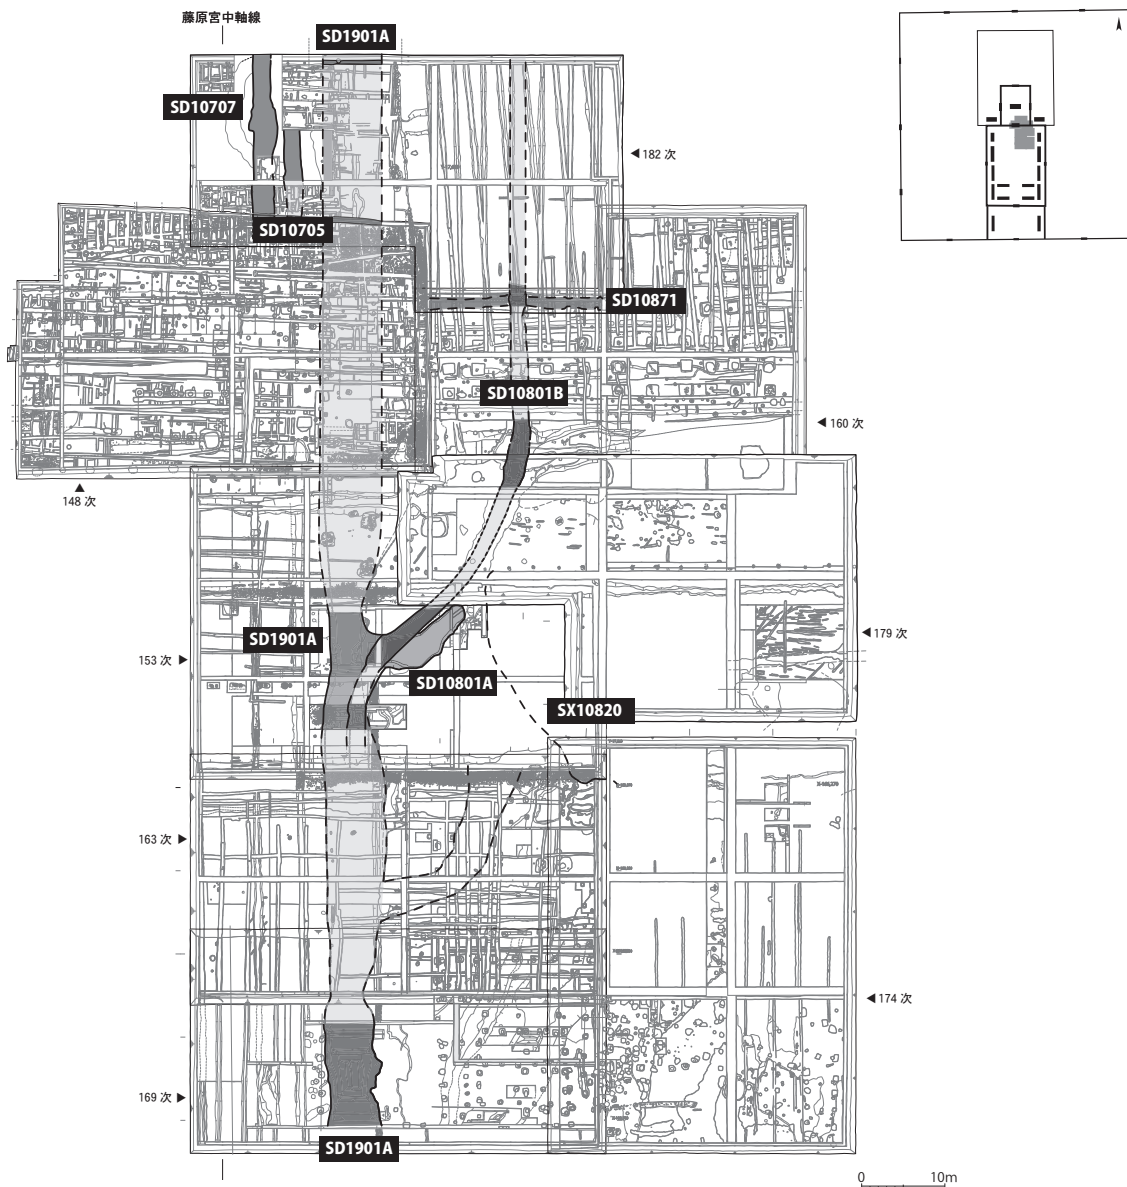 藤原宮中軸線
SD1901A
SD10707
◀182 次
SD10705
SD10871
SD10801B
◀160 次
▲
148 次
SD1901A
◀179 次
153 次 ▶
SD10801A
SX10820
163 次 ▶
◀174 次
169 次 ▶
SD1901A
0 10m